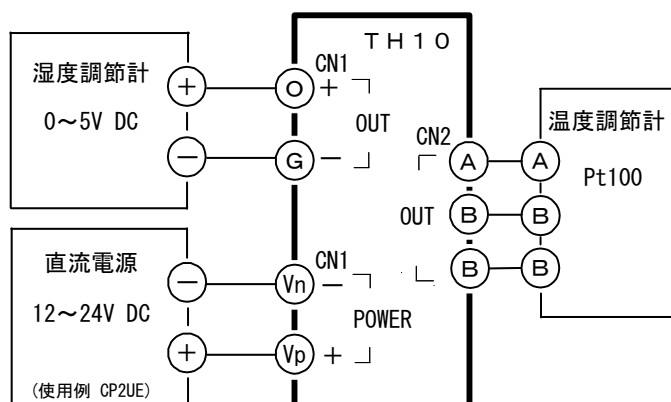 TH10
湿度調節計
0～5V DC
+
−
O
G
CN1
+
−
OUT
CN2
OUT
A
B
B
A
B
B
温度調節計
Pt100
直流電源
12～24V DC
(使用例 CP2UE)
−
+
Vn
Vp
CN1
−
+
POWER